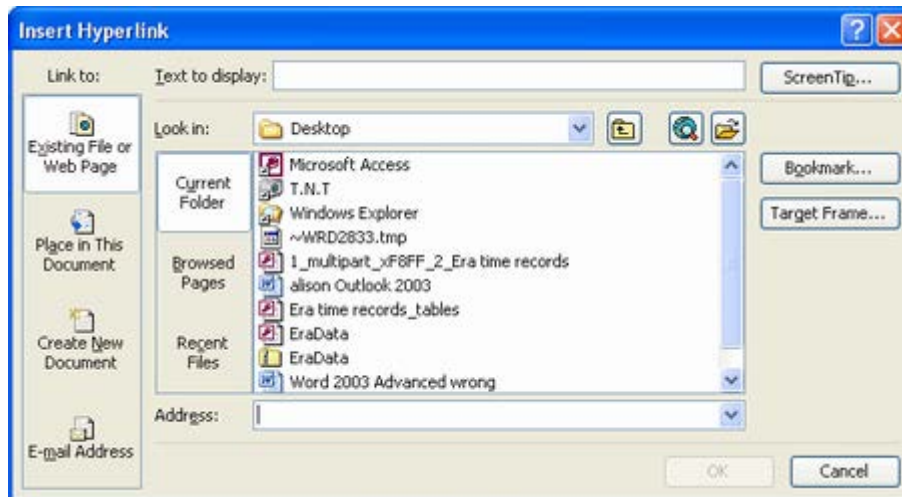 Insert Hyperlink
Link to:
Text to display:
ScreenTip...
Existing File or
Web Page
Place in This
Document
Create New
Document
E-mail Address
Look in:
Desktop
Current
Folder
Browsed
Pages
Recent
Files
Microsoft Access
T.N.T
Windows Explorer
~WRD2833.tmp
1_multipart_xF8FF_2_Era time records
alison Outlook 2003
Era time records_tables
EraData
EraData
Word 2003 Advanced wrong
Bookmark...
Target Frame...
Address:
OK
Cancel